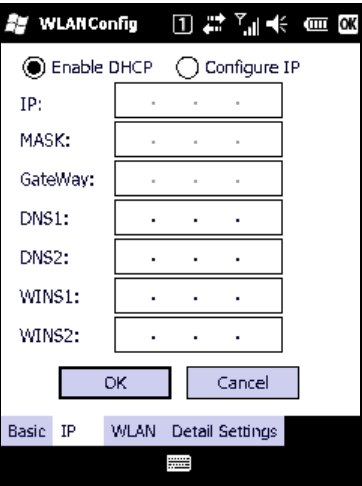 WLANConfig 1 OK
Enable DHCP Configure IP
IP: . . .
MASK: . . .
GateWay: . . .
DNS1: . . .
DNS2: . . .
WINS1: . . .
WINS2: . . .
OK Cancel
Basic IP WLAN Detail Settings